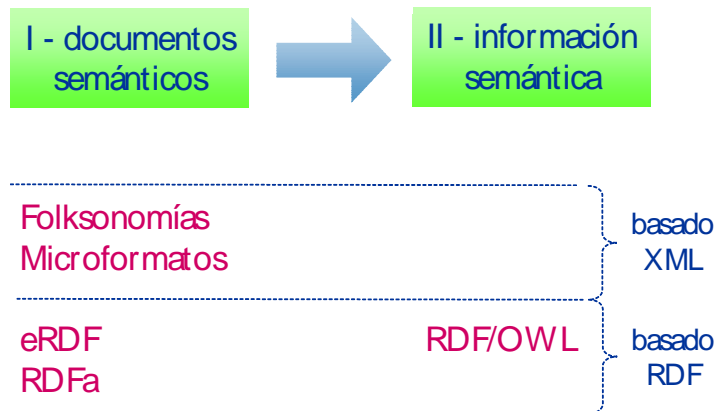 I - documentos
semánticos
II - información
semántica
Folksonomías
Microformatos
basado
XML
eRDF
RDFa
RDF/OWL
basado
RDF